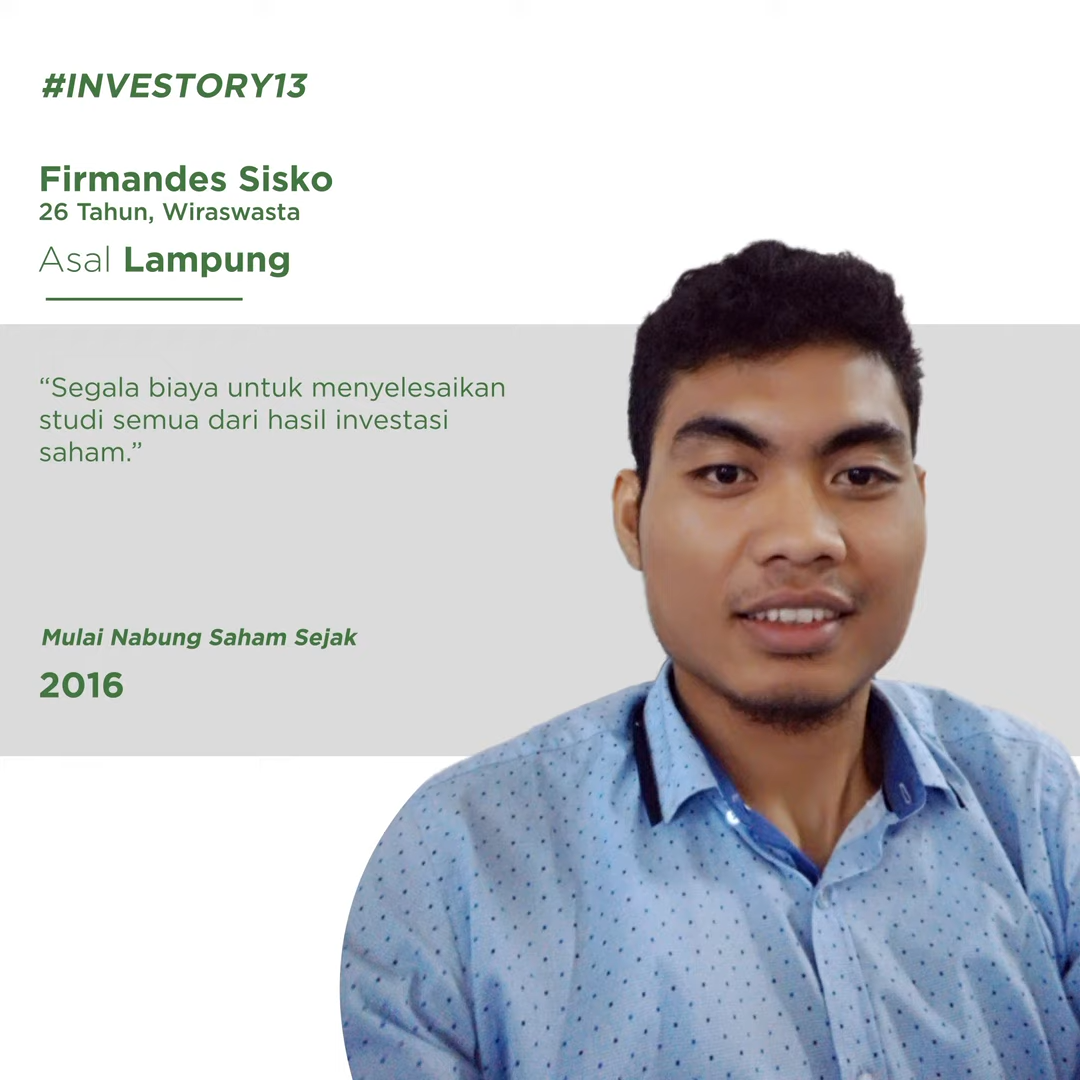 #INVESTORY13
Firmandes Sisko
26 Tahun, Wiraswasta
Asal Lampung
“Segala biaya untuk menyelesaikan
studi semua dari hasil investasi
saham.”
Mulai Nabung Saham Sejak
2016